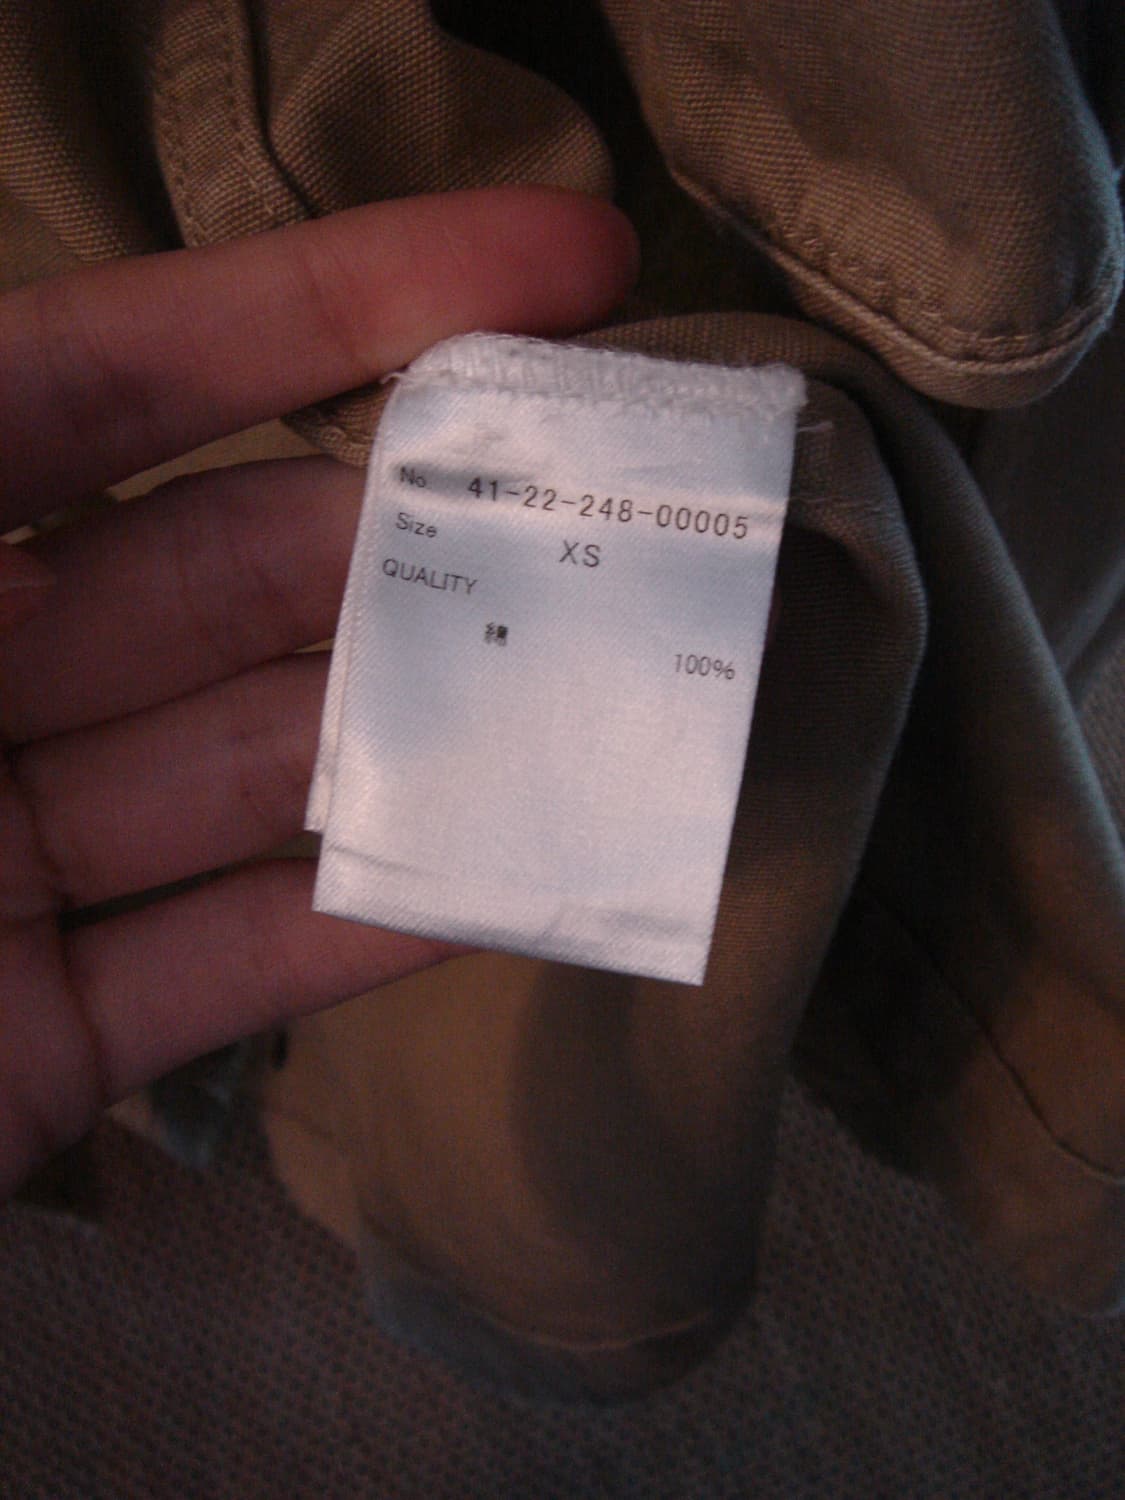 No. 41-22-248-00005
Size XS
QUALITY
綿 100%